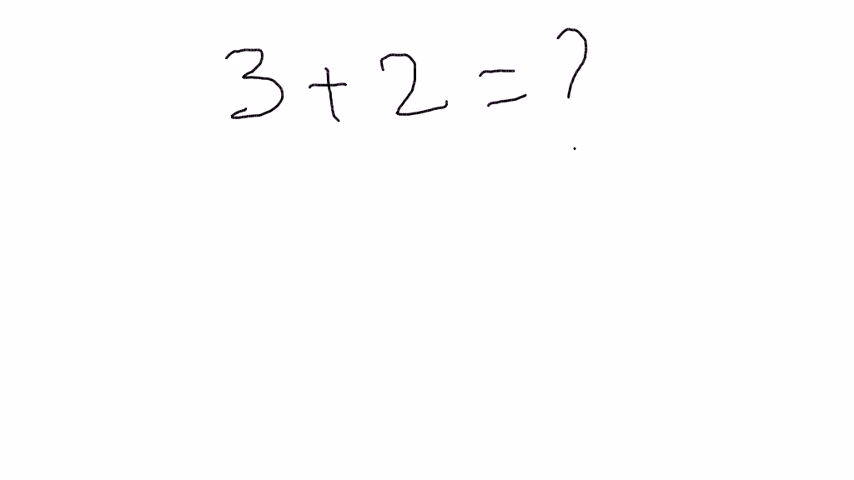 3 + 2 = ?